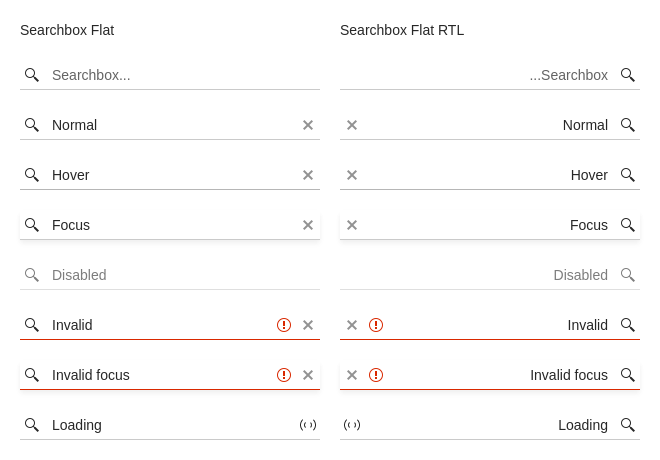 Searchbox Flat
Searchbox...
Normal
Hover
Focus
Disabled
Invalid
Invalid focus
Loading
Searchbox Flat RTL
...Searchbox
Normal
Hover
Focus
Disabled
Invalid
Invalid focus
Loading